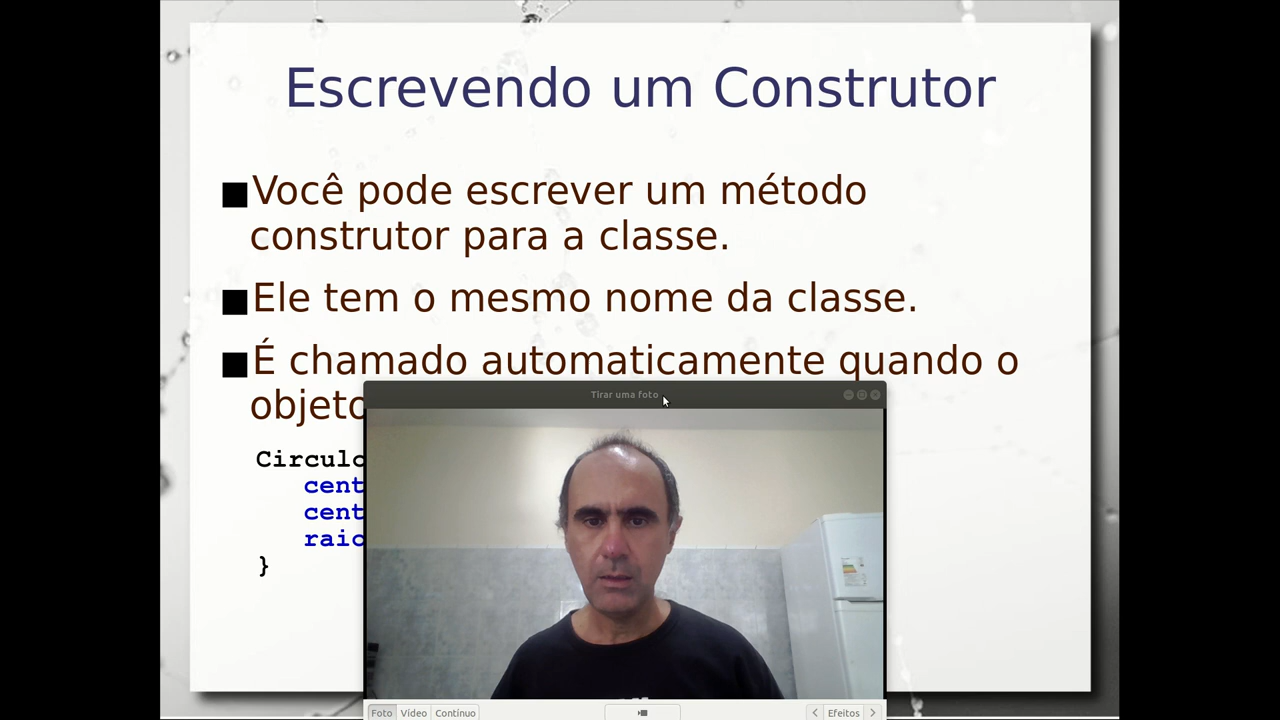 Escrevendo um Construtor
■Você pode escrever um método
construtor para a classe.
■Ele tem o mesmo nome da classe.
■É chamado automaticamente quando o
objeto
Circulo
cent
cent
raio
}
Tirar uma foto
Foto Vídeo Contínuo Efeitos